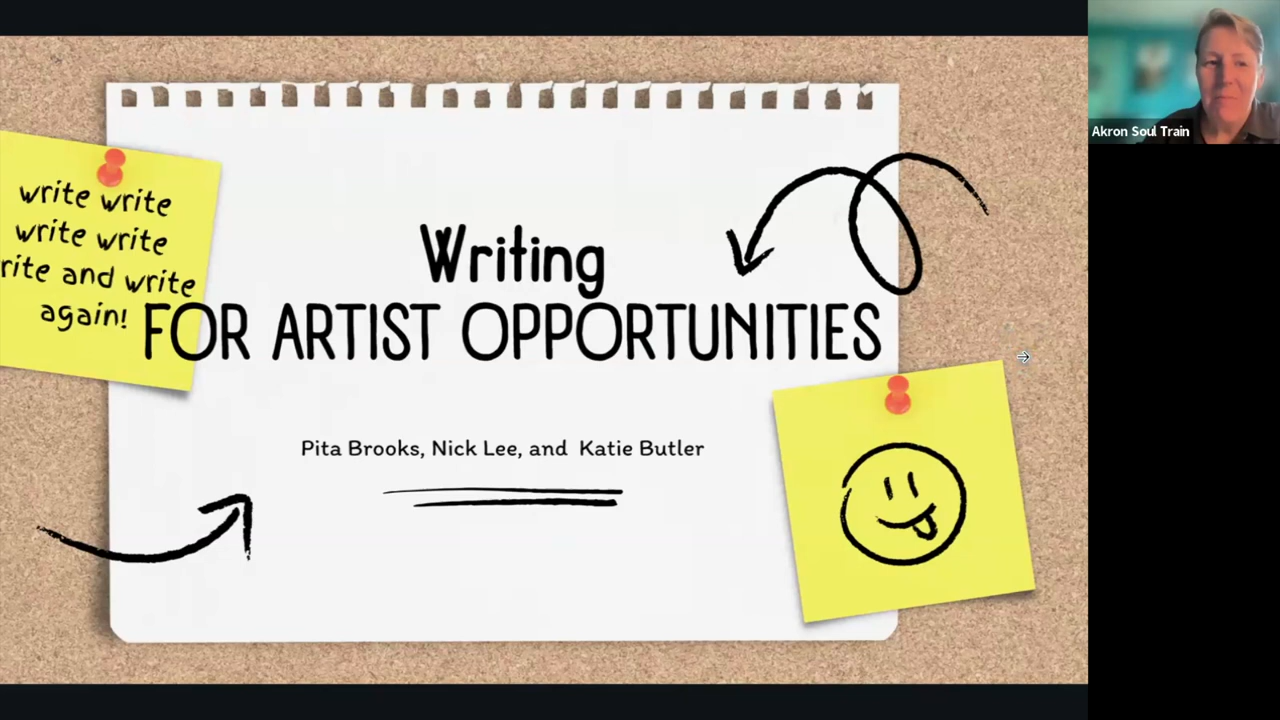 write write
write write
rite and write
again!
Writing
FOR ARTIST OPPORTUNITIES
Pita Brooks, Nick Lee, and Katie Butler
Akron Soul Train